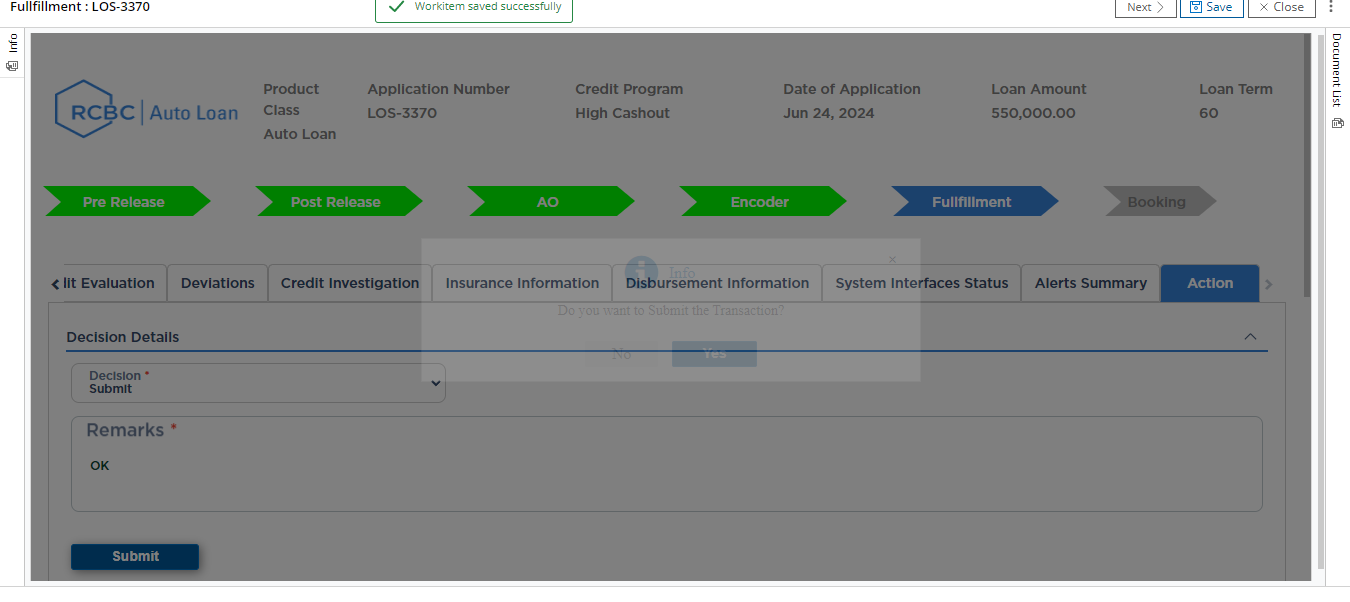 Fullfillment : LOS-3370
Workitem saved successfully
Next
Save
Close
Info
Document List
RCBC Auto Loan
Product Class
Auto Loan
Application Number
LOS-3370
Credit Program
High Cashout
Date of Application
Jun 24, 2024
Loan Amount
550,000.00
Loan Term
60
Pre Release
Post Release
AO
Encoder
Fullfillment
Booking
lit Evaluation
Deviations
Credit Investigation
Insurance Information
Disbursement Information
System Interfaces Status
Alerts Summary
Action
Info
Do you want to Submit the Transaction?
No
Yes
Decision Details
Decision *
Submit
Remarks *
OK
Submit